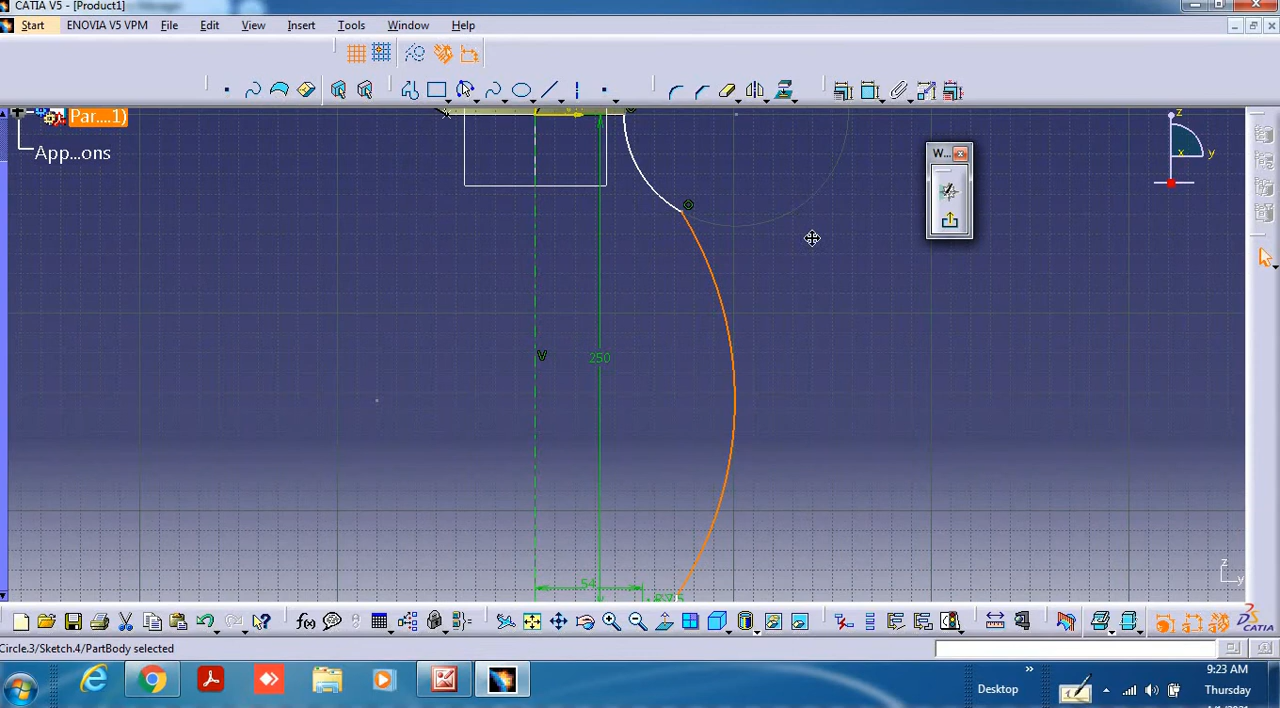 CATIA V5 - [Product1]
Start ENOVIA V5 VPM File Edit View Insert Tools Window Help
Par....1)
App...ons
W...
z
x y
V
250
54
z
y
f(x)
CATIA
Circle.3/Sketch.4/PartBody selected
Desktop
»
9:23 AM
Thursday